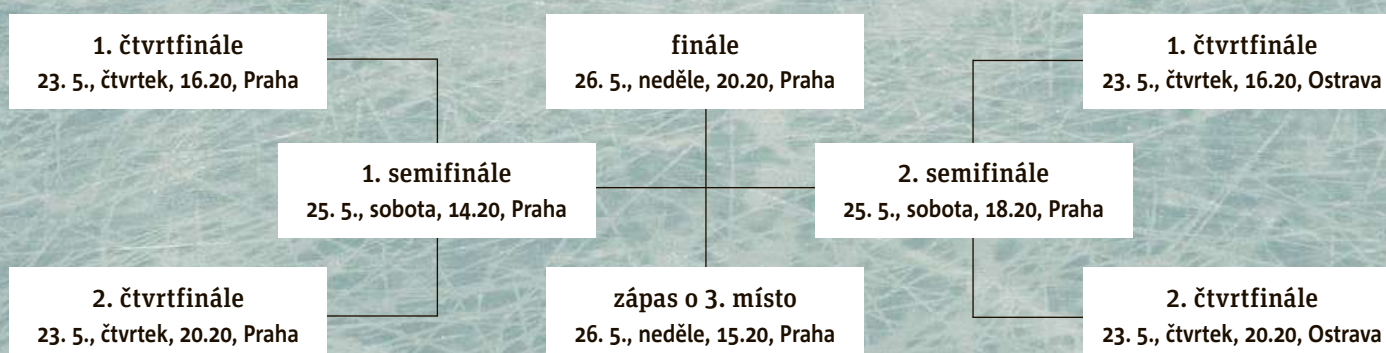 1. čtvrtfinále
23. 5., čtvrtek, 16.20, Praha
finále
26. 5., neděle, 20.20, Praha
1. čtvrtfinále
23. 5., čtvrtek, 16.20, Ostrava
1. semifinále
25. 5., sobota, 14.20, Praha
2. semifinále
25. 5., sobota, 18.20, Praha
2. čtvrtfinále
23. 5., čtvrtek, 20.20, Praha
zápas o 3. místo
26. 5., neděle, 15.20, Praha
2. čtvrtfinále
23. 5., čtvrtek, 20.20, Ostrava